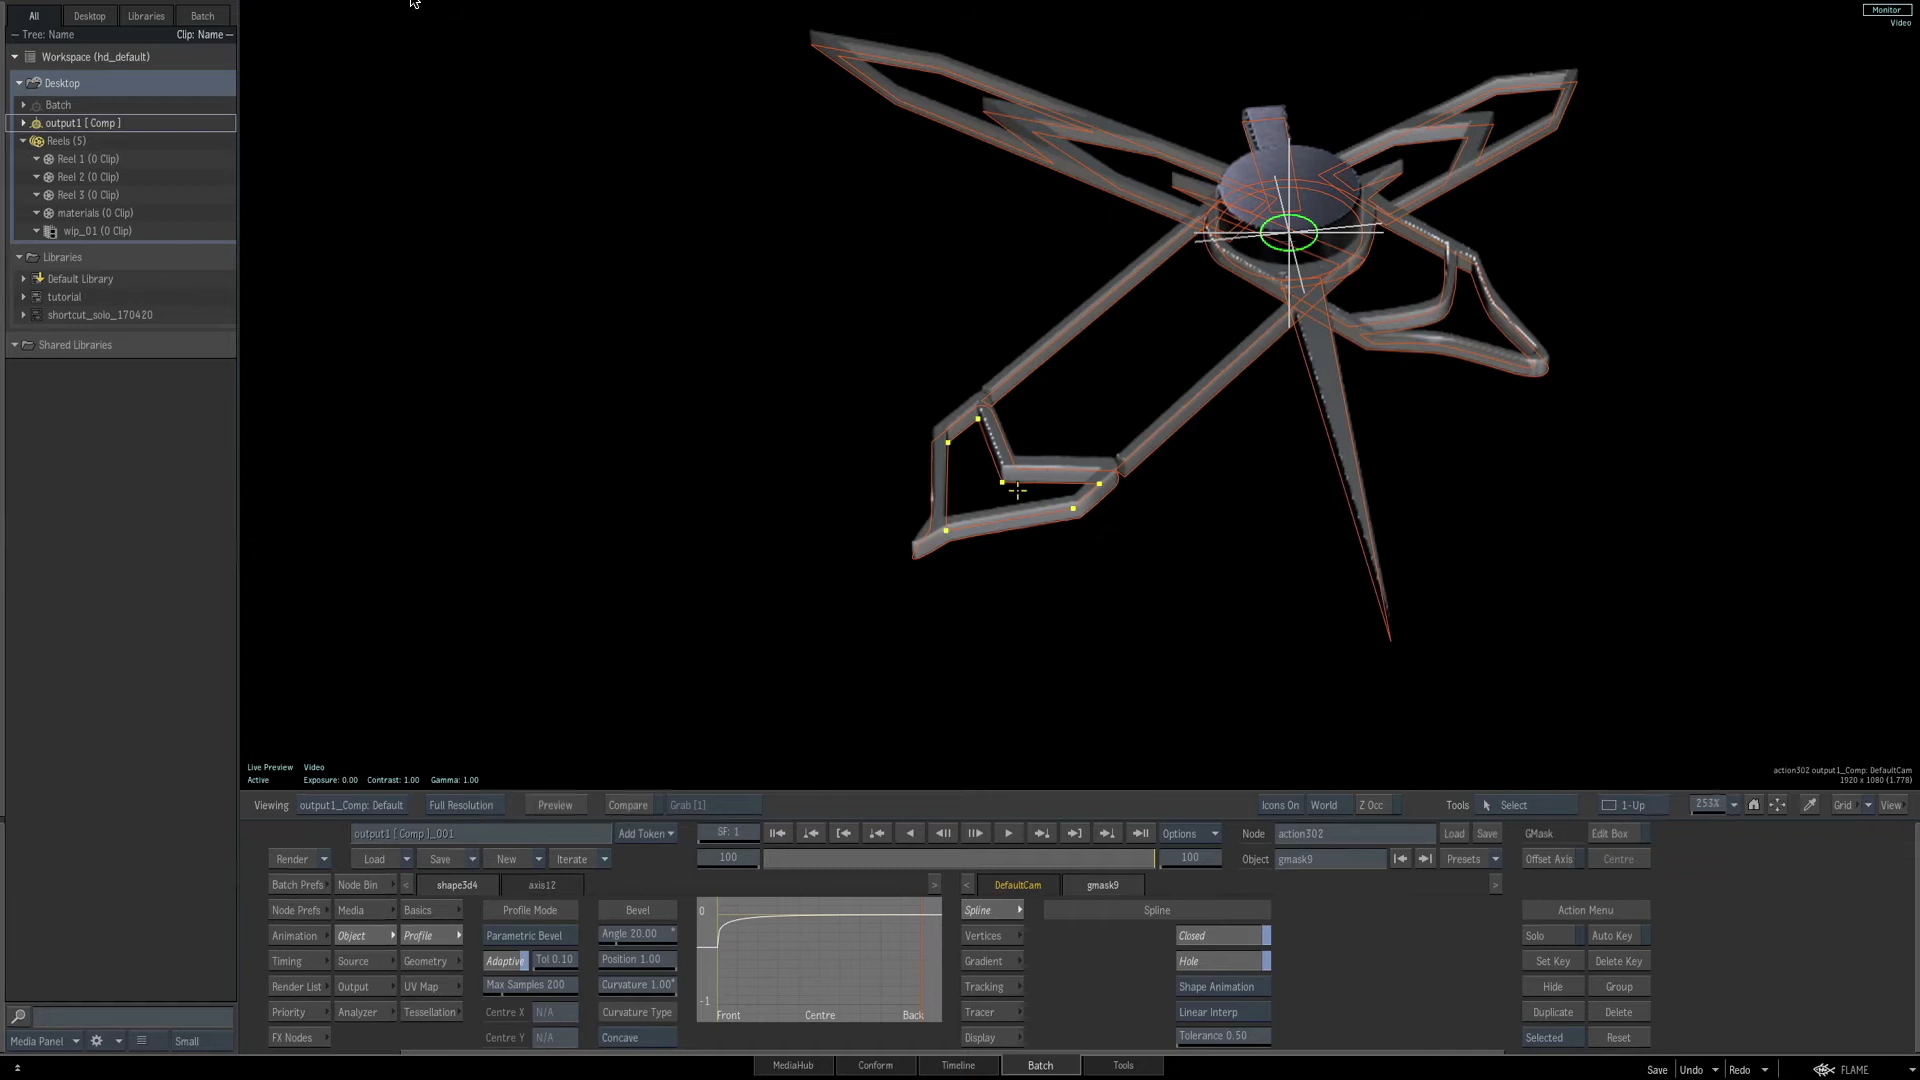 All Desktop Libraries Batch
Tree: Name Clip: Name
Workspace (hd_default)
Desktop
Batch
output1 [ Comp ]
Reels (5)
Reel 1 (0 Clip)
Reel 2 (0 Clip)
Reel 3 (0 Clip)
materials (0 Clip)
wip_01 (0 Clip)
Libraries
Default Library
tutorial
shortcut_solo_170420
Shared Libraries
Media Panel Small
Monitor
Video
Live Preview Video
Active Exposure: 0.00 Contrast: 1.00 Gamma: 1.00
action302 output1_Comp: DefaultCam
1920 x 1080 (1.778)
Viewing output1_Comp: Default Full Resolution Preview Compare Grab [1] Icons On World Z Occ Tools Select 1-Up 253% Grid View
output1 [ Comp ]_001 Add Token SF: 1 Options Node action302 Load Save GMask Edit Box
Render Load Save New Iterate 100 100 Object gmask9 Presets Offset Axis Centre
Batch Prefs Node Bin < shape3d4 axis12 > < DefaultCam gmask9 >
Node Prefs Media Basics Profile Mode Bevel 0 Spline Spline Action Menu
Animation Object Profile Parametric Bevel Angle 20.00 Vertices Closed Solo Auto Key
Timing Source Geometry Adaptive Tol 0.10 Position 1.00 Gradient Hole Set Key Delete Key
Render List Output UV Map Max Samples 200 Curvature 1.00 -1 Tracking Shape Animation Hide Group
Priority Analyzer Tessellation Centre X N/A Curvature Type Front Centre Back Tracer Linear Interp Duplicate Delete
FX Nodes Centre Y N/A Concave Display Tolerance 0.50 Selected Reset
MediaHub Conform Timeline Batch Tools Save Undo Redo FLAME